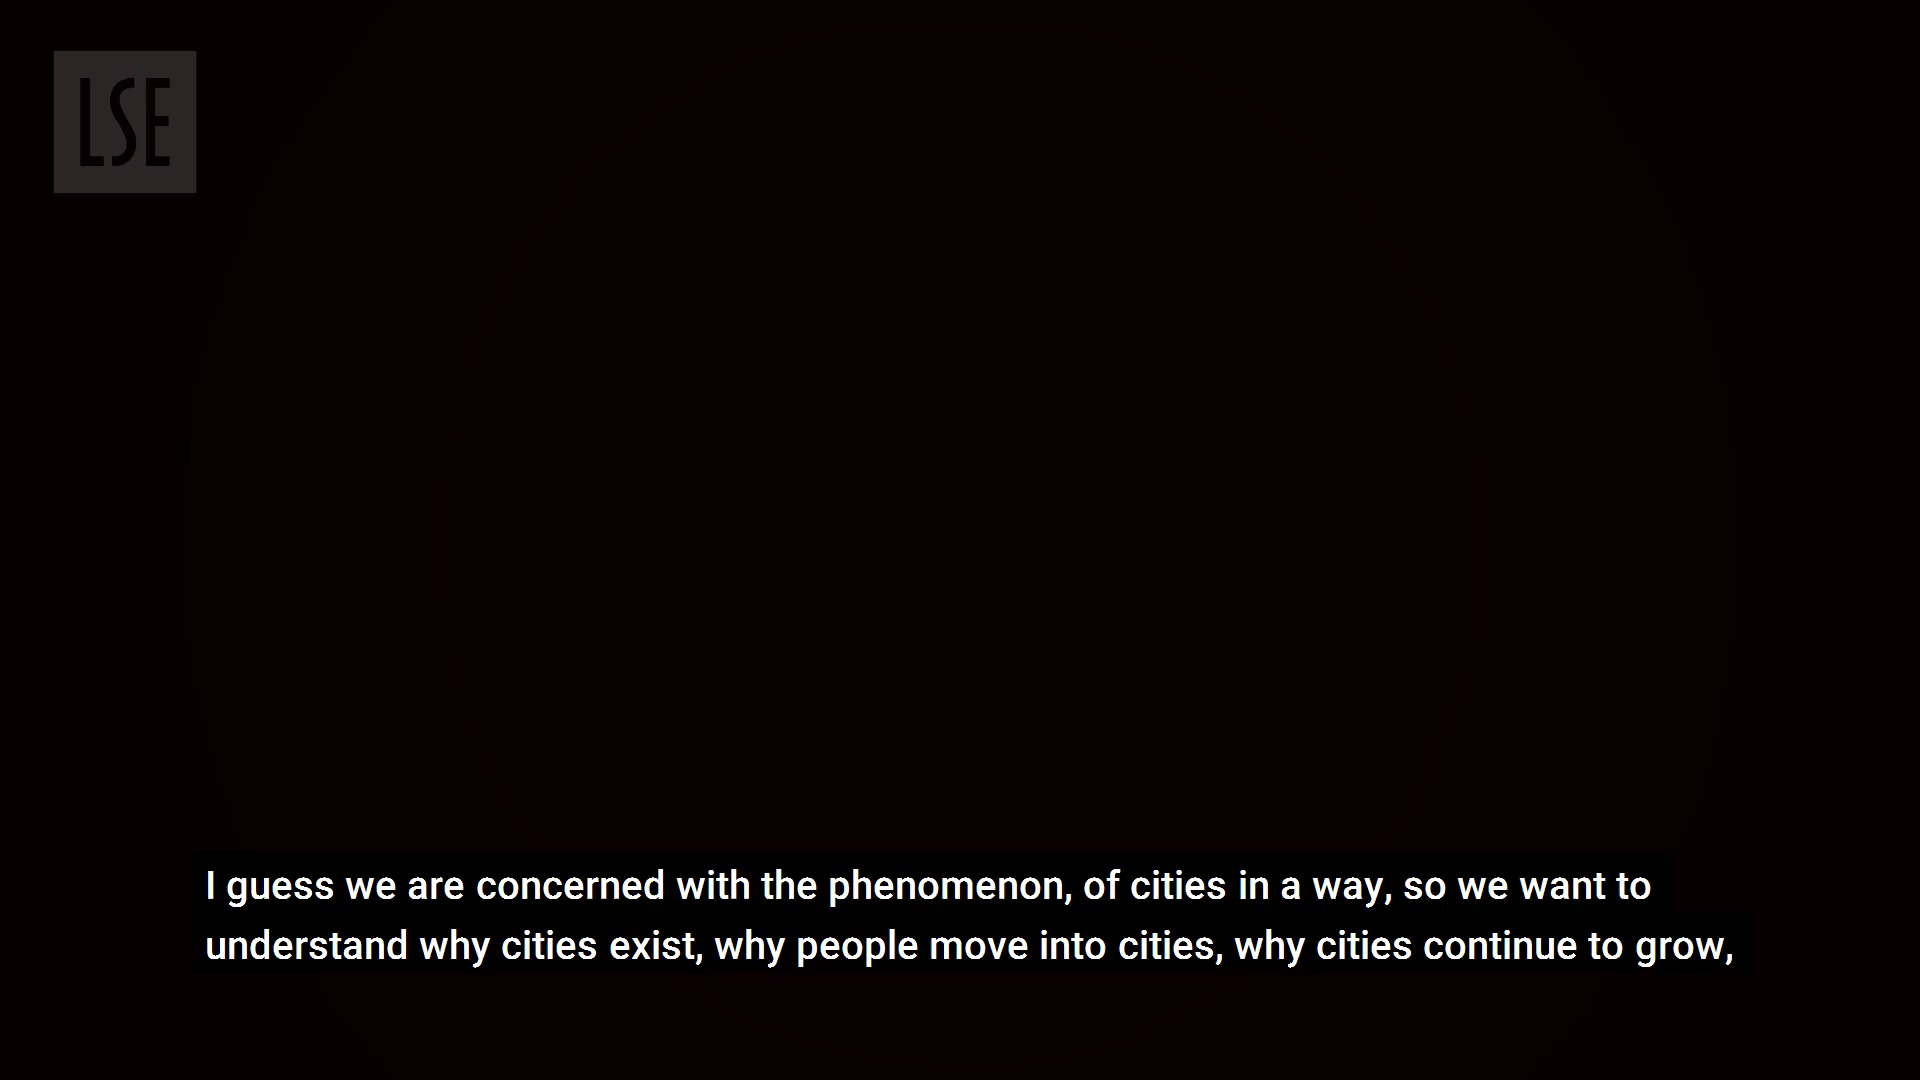 LSE
I guess we are concerned with the phenomenon, of cities in a way, so we want to
understand why cities exist, why people move into cities, why cities continue to grow,